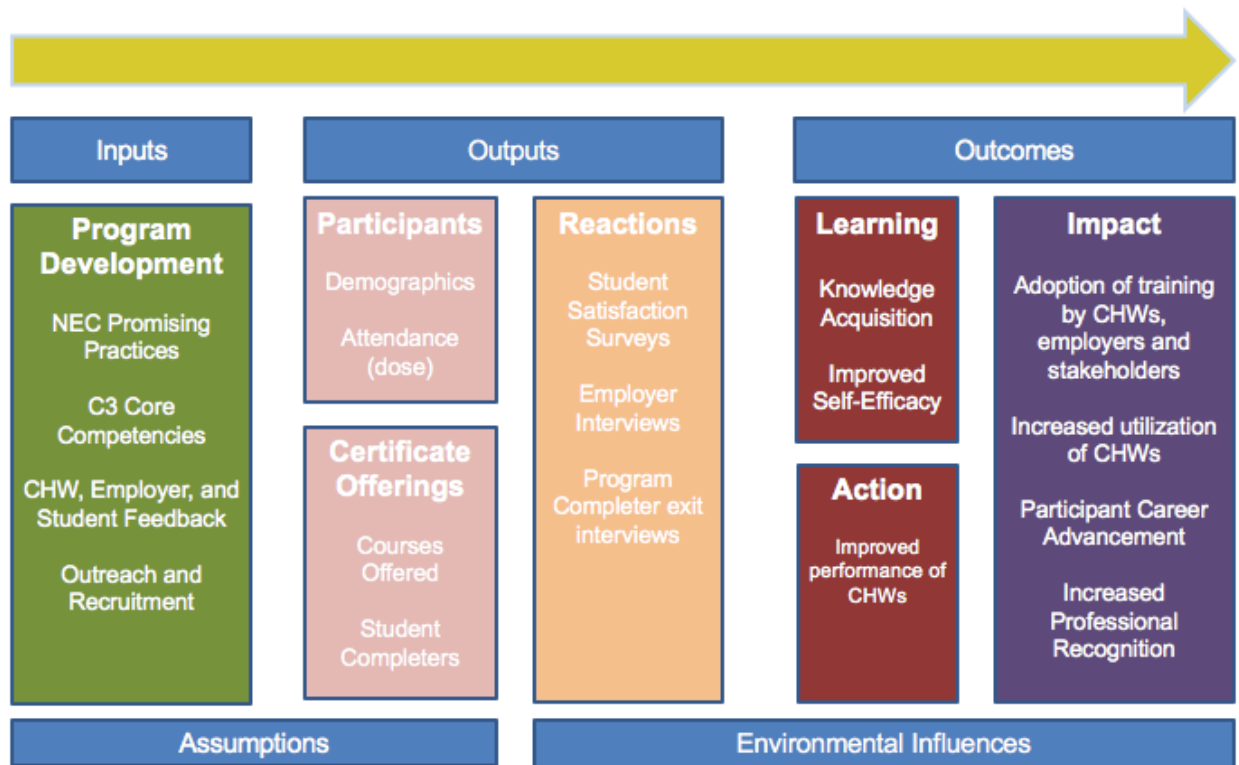 Inputs
Outputs
Outcomes
Program
Development
NEC Promising
Practices
C3 Core
Competencies
CHW, Employer, and
Student Feedback
Outreach and
Recruitment
Participants
Demographics
Attendance
(dose)
Certificate
Offerings
Courses
Offered
Student
Completers
Reactions
Student
Satisfaction
Surveys
Employer
Interviews
Program
Completer exit
interviews
Learning
Knowledge
Acquisition
Improved
Self-Efficacy
Action
Improved
performance of
CHWs
Impact
Adoption of training
by CHWs,
employers and
stakeholders
Increased utilization
of CHWs
Participant Career
Advancement
Increased
Professional
Recognition
Assumptions
Environmental Influences